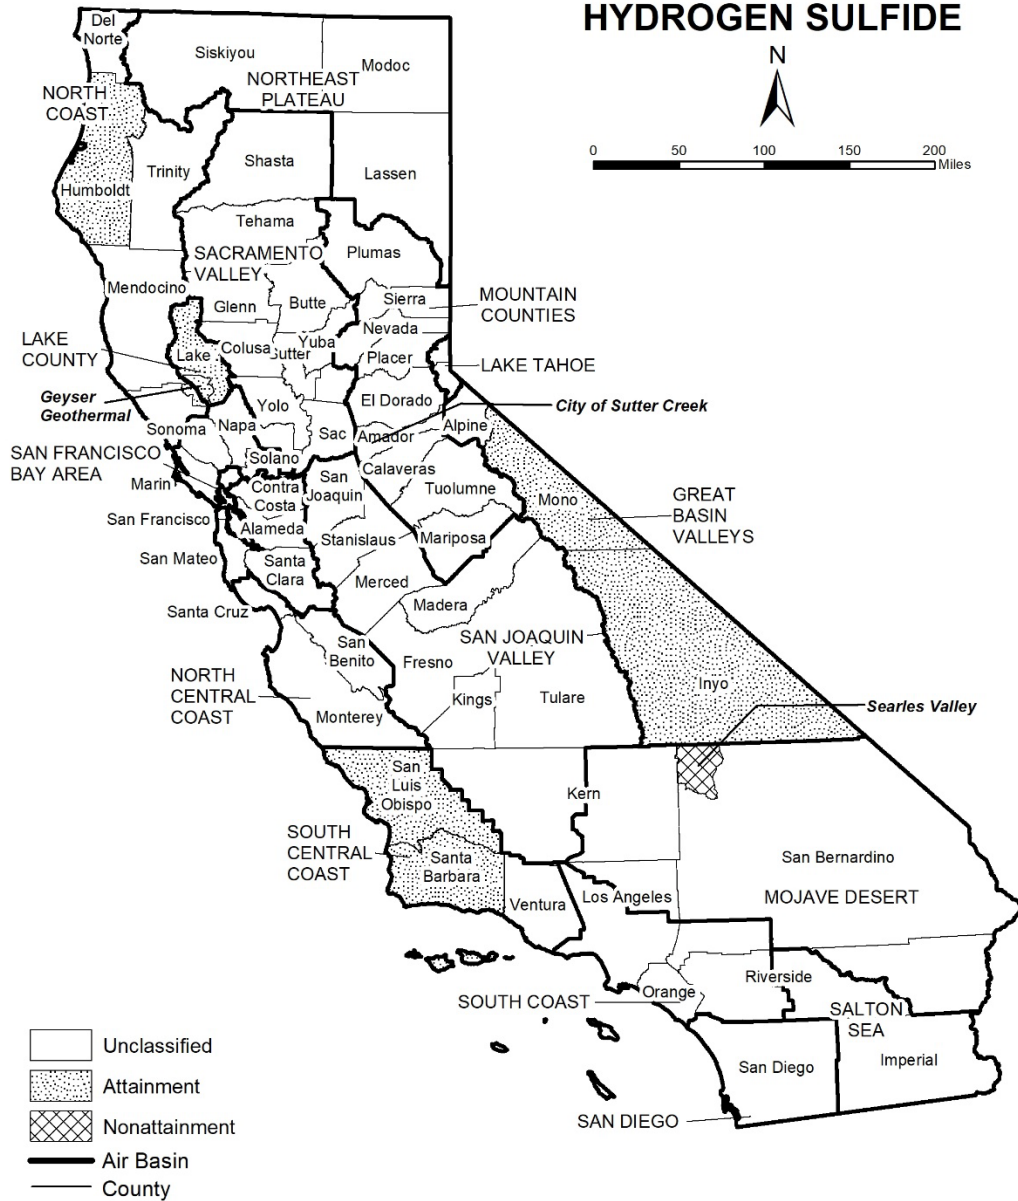 HYDROGEN SULFIDE
N
0 50 100 150 200
Miles
Del
Norte
Siskiyou
Modoc
NORTHEAST
PLATEAU
NORTH
COAST
Humboldt
Trinity
Shasta
Lassen
Tehama
SACRAMENTO
VALLEY
Plumas
Mendocino
Glenn
Butte
Sierra
MOUNTAIN
COUNTIES
Nevada
Yuba
Sutter
Colusa
Lake
LAKE
COUNTY
Placer
LAKE TAHOE
Geyser
Geothermal
Yolo
El Dorado
City of Sutter Creek
Sonoma
Napa
Sac
Amador
Alpine
SAN FRANCISCO
BAY AREA
Solano
Calaveras
Marin
Contra
Costa
San
Joaquin
Tuolumne
Mono
GREAT
BASIN
VALLEYS
San Francisco
Alameda
Stanislaus
Mariposa
San Mateo
Santa
Clara
Merced
Madera
Santa Cruz
San
Benito
SAN JOAQUIN
VALLEY
Fresno
NORTH
CENTRAL
COAST
Monterey
Kings
Tulare
Inyo
Searles Valley
San
Luis
Obispo
Kern
SOUTH
CENTRAL
COAST
Santa
Barbara
San Bernardino
Ventura
Los Angeles
MOJAVE DESERT
SOUTH COAST
Orange
Riverside
SALTON
SEA
San Diego
Imperial
SAN DIEGO
Unclassified
Attainment
Nonattainment
Air Basin
County